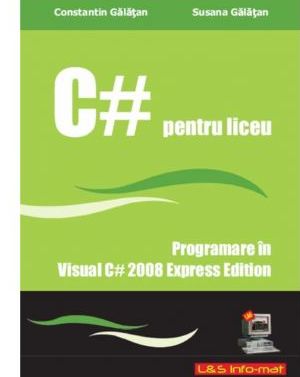 Constantin Gălăţan Susana Gălăţan
C# pentru liceu
Programare în
Visual C# 2008 Express Edition
L&S Info-mat